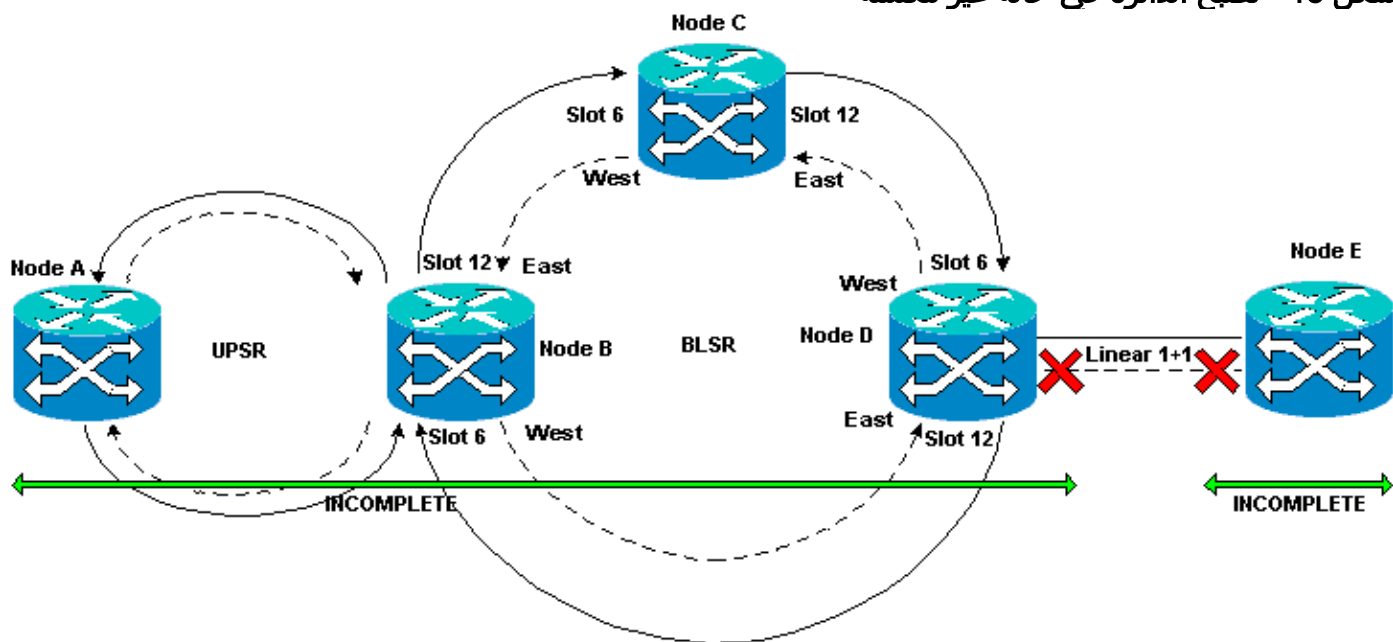 Node C
Slot 6
Slot 12
West
East
Node A
Slot 12
East
Slot 6
Node E
West
UPSR
Node B
BLSR
Node D
Linear 1+1
Slot 6
West
East
Slot 12
INCOMPLETE
INCOMPLETE